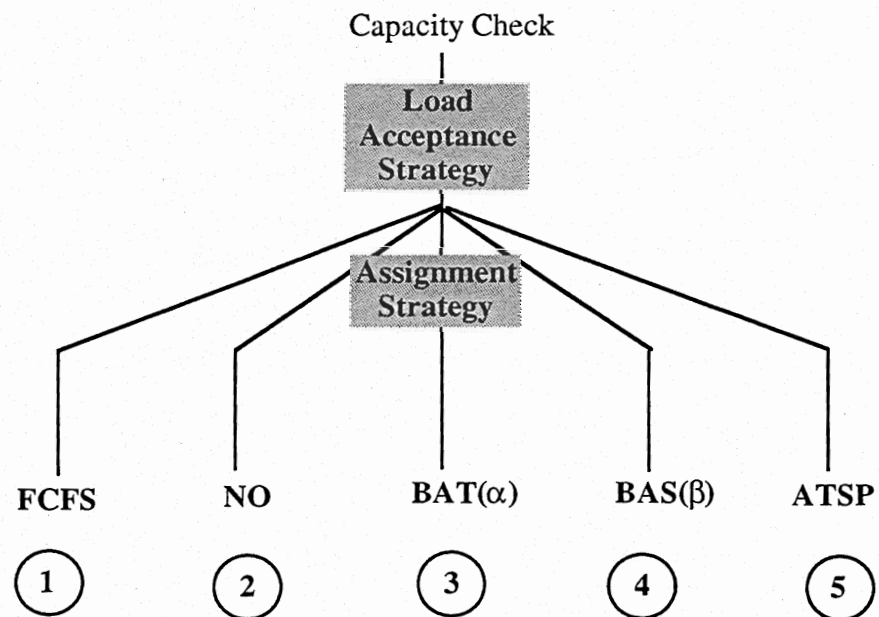 Capacity Check
Load
Acceptance
Strategy
Assignment
Strategy
FCFS NO BAT(α) BAS(β) ATSP
1 2 3 4 5